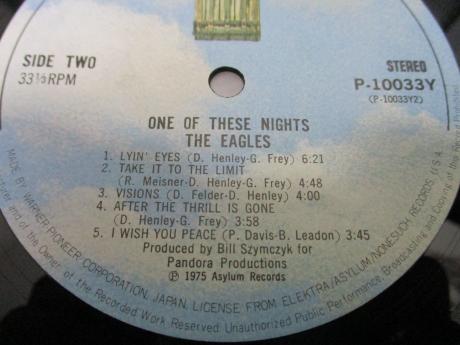 SIDE TWO
33⅓RPM
STEREO
P-10033Y
(P-10033Y2)
ONE OF THESE NIGHTS
THE EAGLES
1. LYIN' EYES (D. Henley-G. Frey) 6:21
2. TAKE IT TO THE LIMIT
(R. Meisner-D. Henley-G. Frey) 4:48
3. VISIONS (D. Felder-D. Henley) 4:00
4. AFTER THE THRILL IS GONE
(D. Henley-G. Frey) 3:58
5. I WISH YOU PEACE (P. Davis-B. Leadon) 3:45
Produced by Bill Szymczyk for
Pandora Productions
Ⓟ 1975 Asylum Records
MADE BY WARNER-PIONEER CORPORATION, JAPAN, LICENSE FROM ELEKTRA/ASYLUM/NONESUCH RECORDS, U.S.A.
and of the Owner of the Recorded Work Reserved. Unauthorized Public Performance, Broadcasting and Copying of